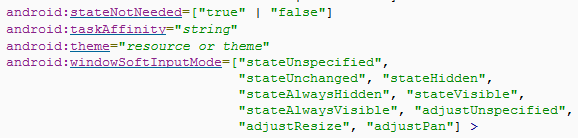 android:stateNotNeeded=["true" | "false"]
android:taskAffinity="string"
android:theme="resource or theme"
android:windowSoftInputMode=["stateUnspecified",
"stateUnchanged", "stateHidden",
"stateAlwaysHidden", "stateVisible",
"stateAlwaysVisible", "adjustUnspecified",
"adjustResize", "adjustPan"] >